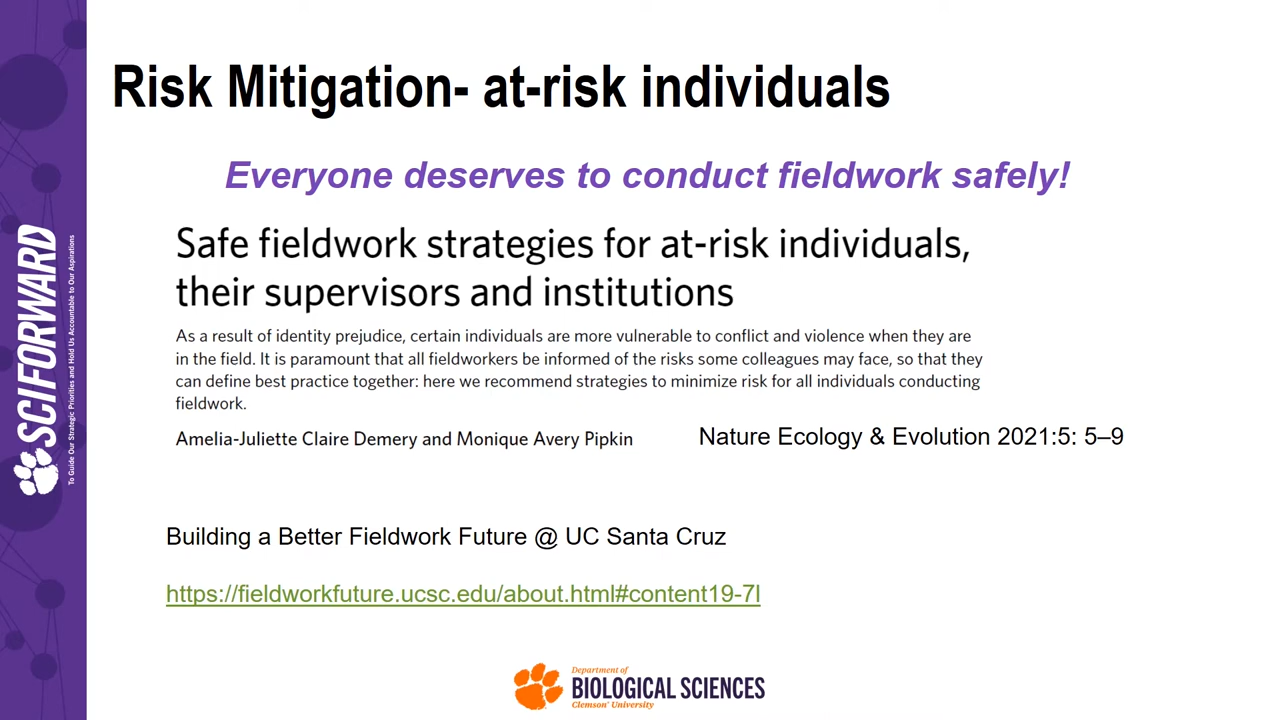 Risk Mitigation- at-risk individuals
Everyone deserves to conduct fieldwork safely!
Safe fieldwork strategies for at-risk individuals,
their supervisors and institutions
As a result of identity prejudice, certain individuals are more vulnerable to conflict and violence when they are
in the field. It is paramount that all fieldworkers be informed of the risks some colleagues may face, so that they
can define best practice together: here we recommend strategies to minimize risk for all individuals conducting
fieldwork.
Amelia-Juliette Claire Demery and Monique Avery Pipkin
Nature Ecology & Evolution 2021:5: 5–9
Building a Better Fieldwork Future @ UC Santa Cruz
https://fieldworkfuture.ucsc.edu/about.html#content19-7l
SCIFORWARD
To Guide Our Strategic Priorities and Hold Us Accountable to Our Aspirations
Department of
BIOLOGICAL SCIENCES
Clemson® University